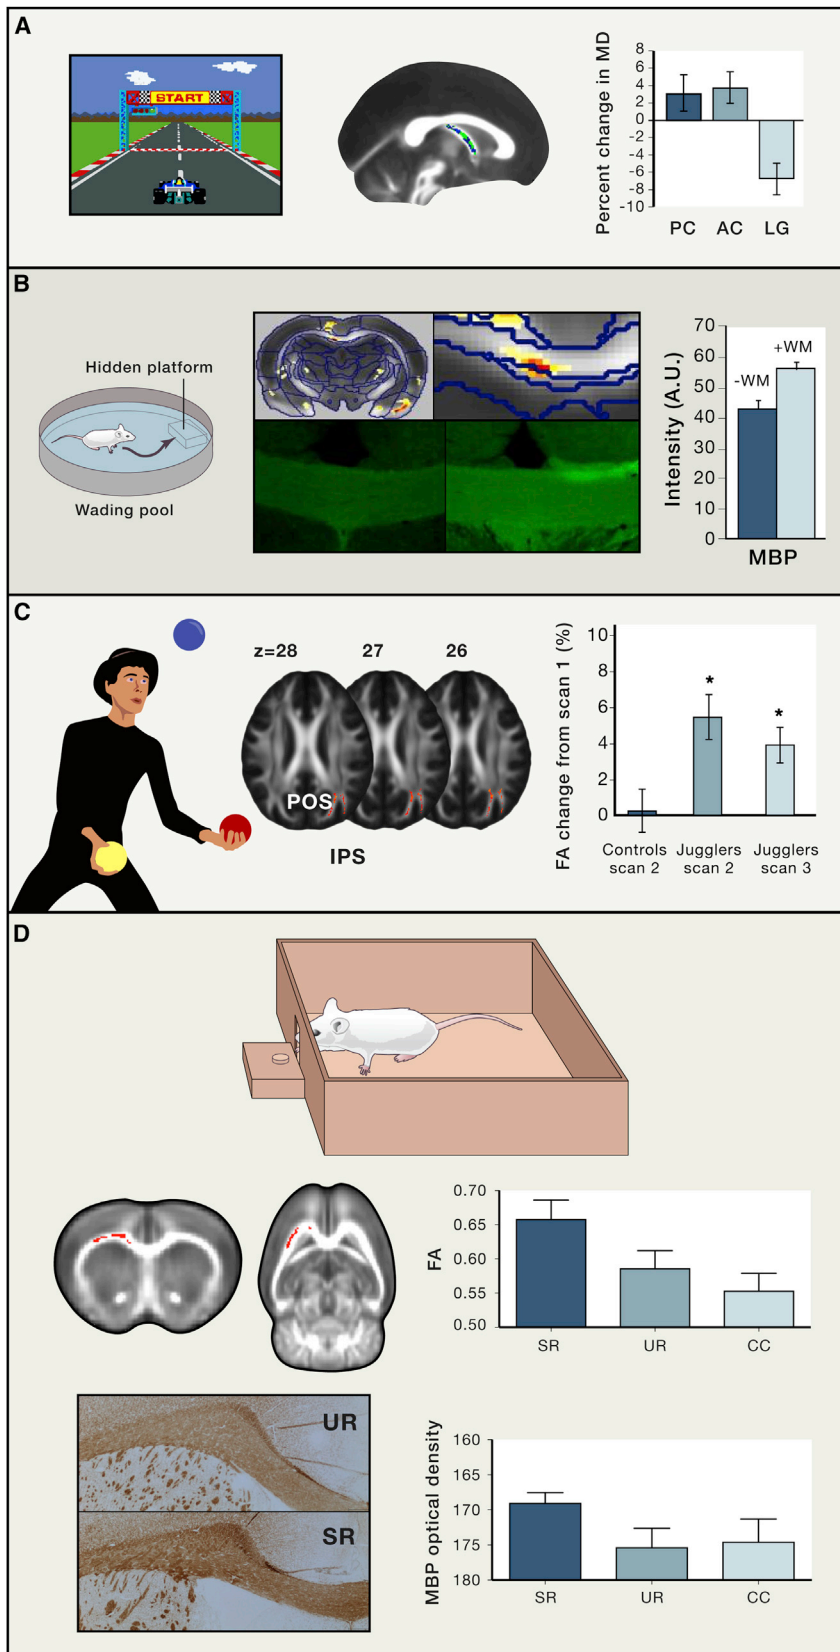 A
START
Percent change in MD
8
6
4
2
0
-2
-4
-6
-8
-10
PC AC LG
B
Hidden platform
Wading pool
Intensity (A.U.)
70
60
50
40
30
20
10
0
-WM
+WM
MBP
C
z=28 27 26
POS
IPS
FA change from scan 1 (%)
10
8
6
4
2
0
*
*
Controls scan 2
Jugglers scan 2
Jugglers scan 3
D
FA
0.70
0.65
0.60
0.55
0.50
SR UR CC
UR
SR
MBP optical density
160
165
170
175
180
SR UR CC